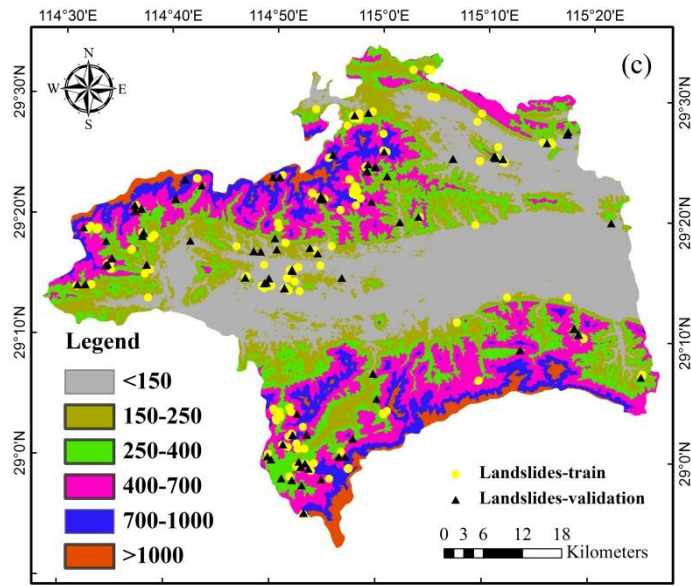 114°30'E 114°40'E 114°50'E 115°0'E 115°10'E 115°20'E
(c)
N
W E
S
29°30'N
29°20'N
29°10'N
29°0'N
29°30'N
29°20'N
29°10'N
29°0'N
Legend
<150
150-250
250-400
400-700
700-1000
>1000
Landslides-train
Landslides-validation
0 3 6 12 18
Kilometers